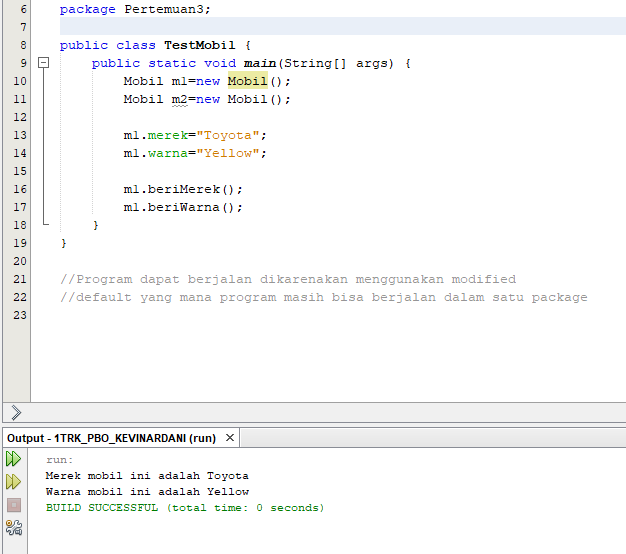 6 package Pertemuan3;
7
8 public class TestMobil {
9 public static void main(String[] args) {
10 Mobil m1=new Mobil();
11 Mobil m2=new Mobil();
12
13 m1.merek="Toyota";
14 m1.warna="Yellow";
15
16 m1.beriMerek();
17 m1.beriWarna();
18 }
19 }
20
21 //Program dapat berjalan dikarenakan menggunakan modified
22 //default yang mana program masih bisa berjalan dalam satu package
23
Output - 1TRK_PBO_KEVINARDANI (run) ×
run:
Merek mobil ini adalah Toyota
Warna mobil ini adalah Yellow
BUILD SUCCESSFUL (total time: 0 seconds)